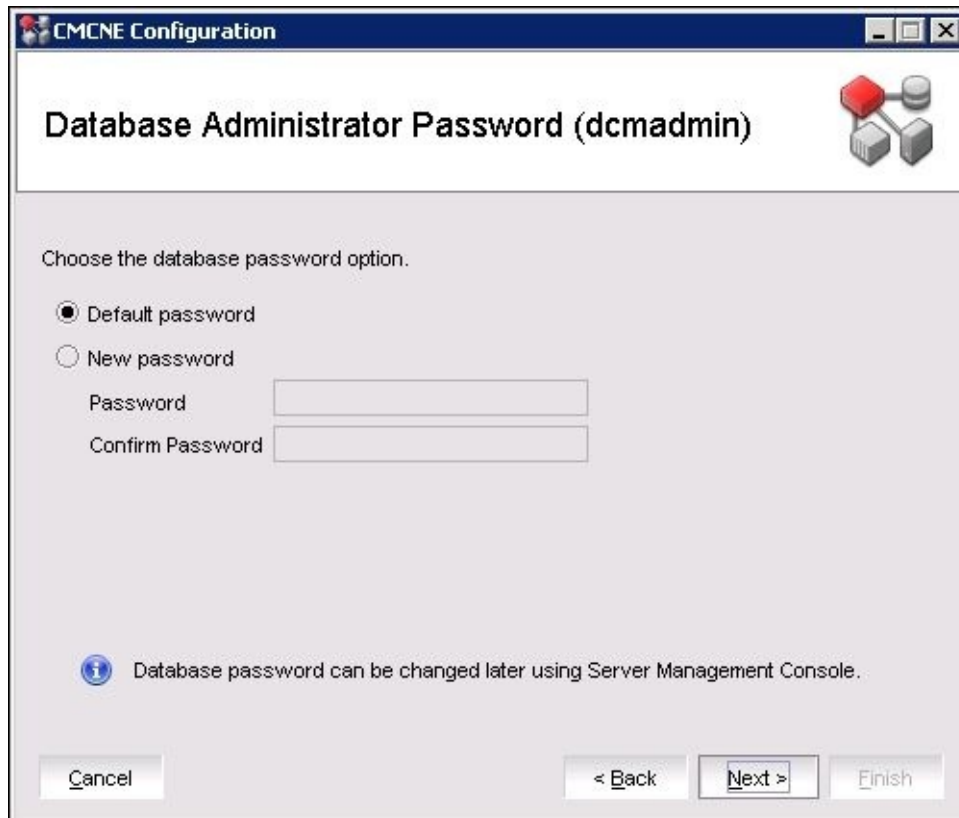 CMCNE Configuration
Database Administrator Password (dcmadmin)
Choose the database password option.
Default password
New password
Password
Confirm Password
Database password can be changed later using Server Management Console.
Cancel
< Back
Next >
Finish